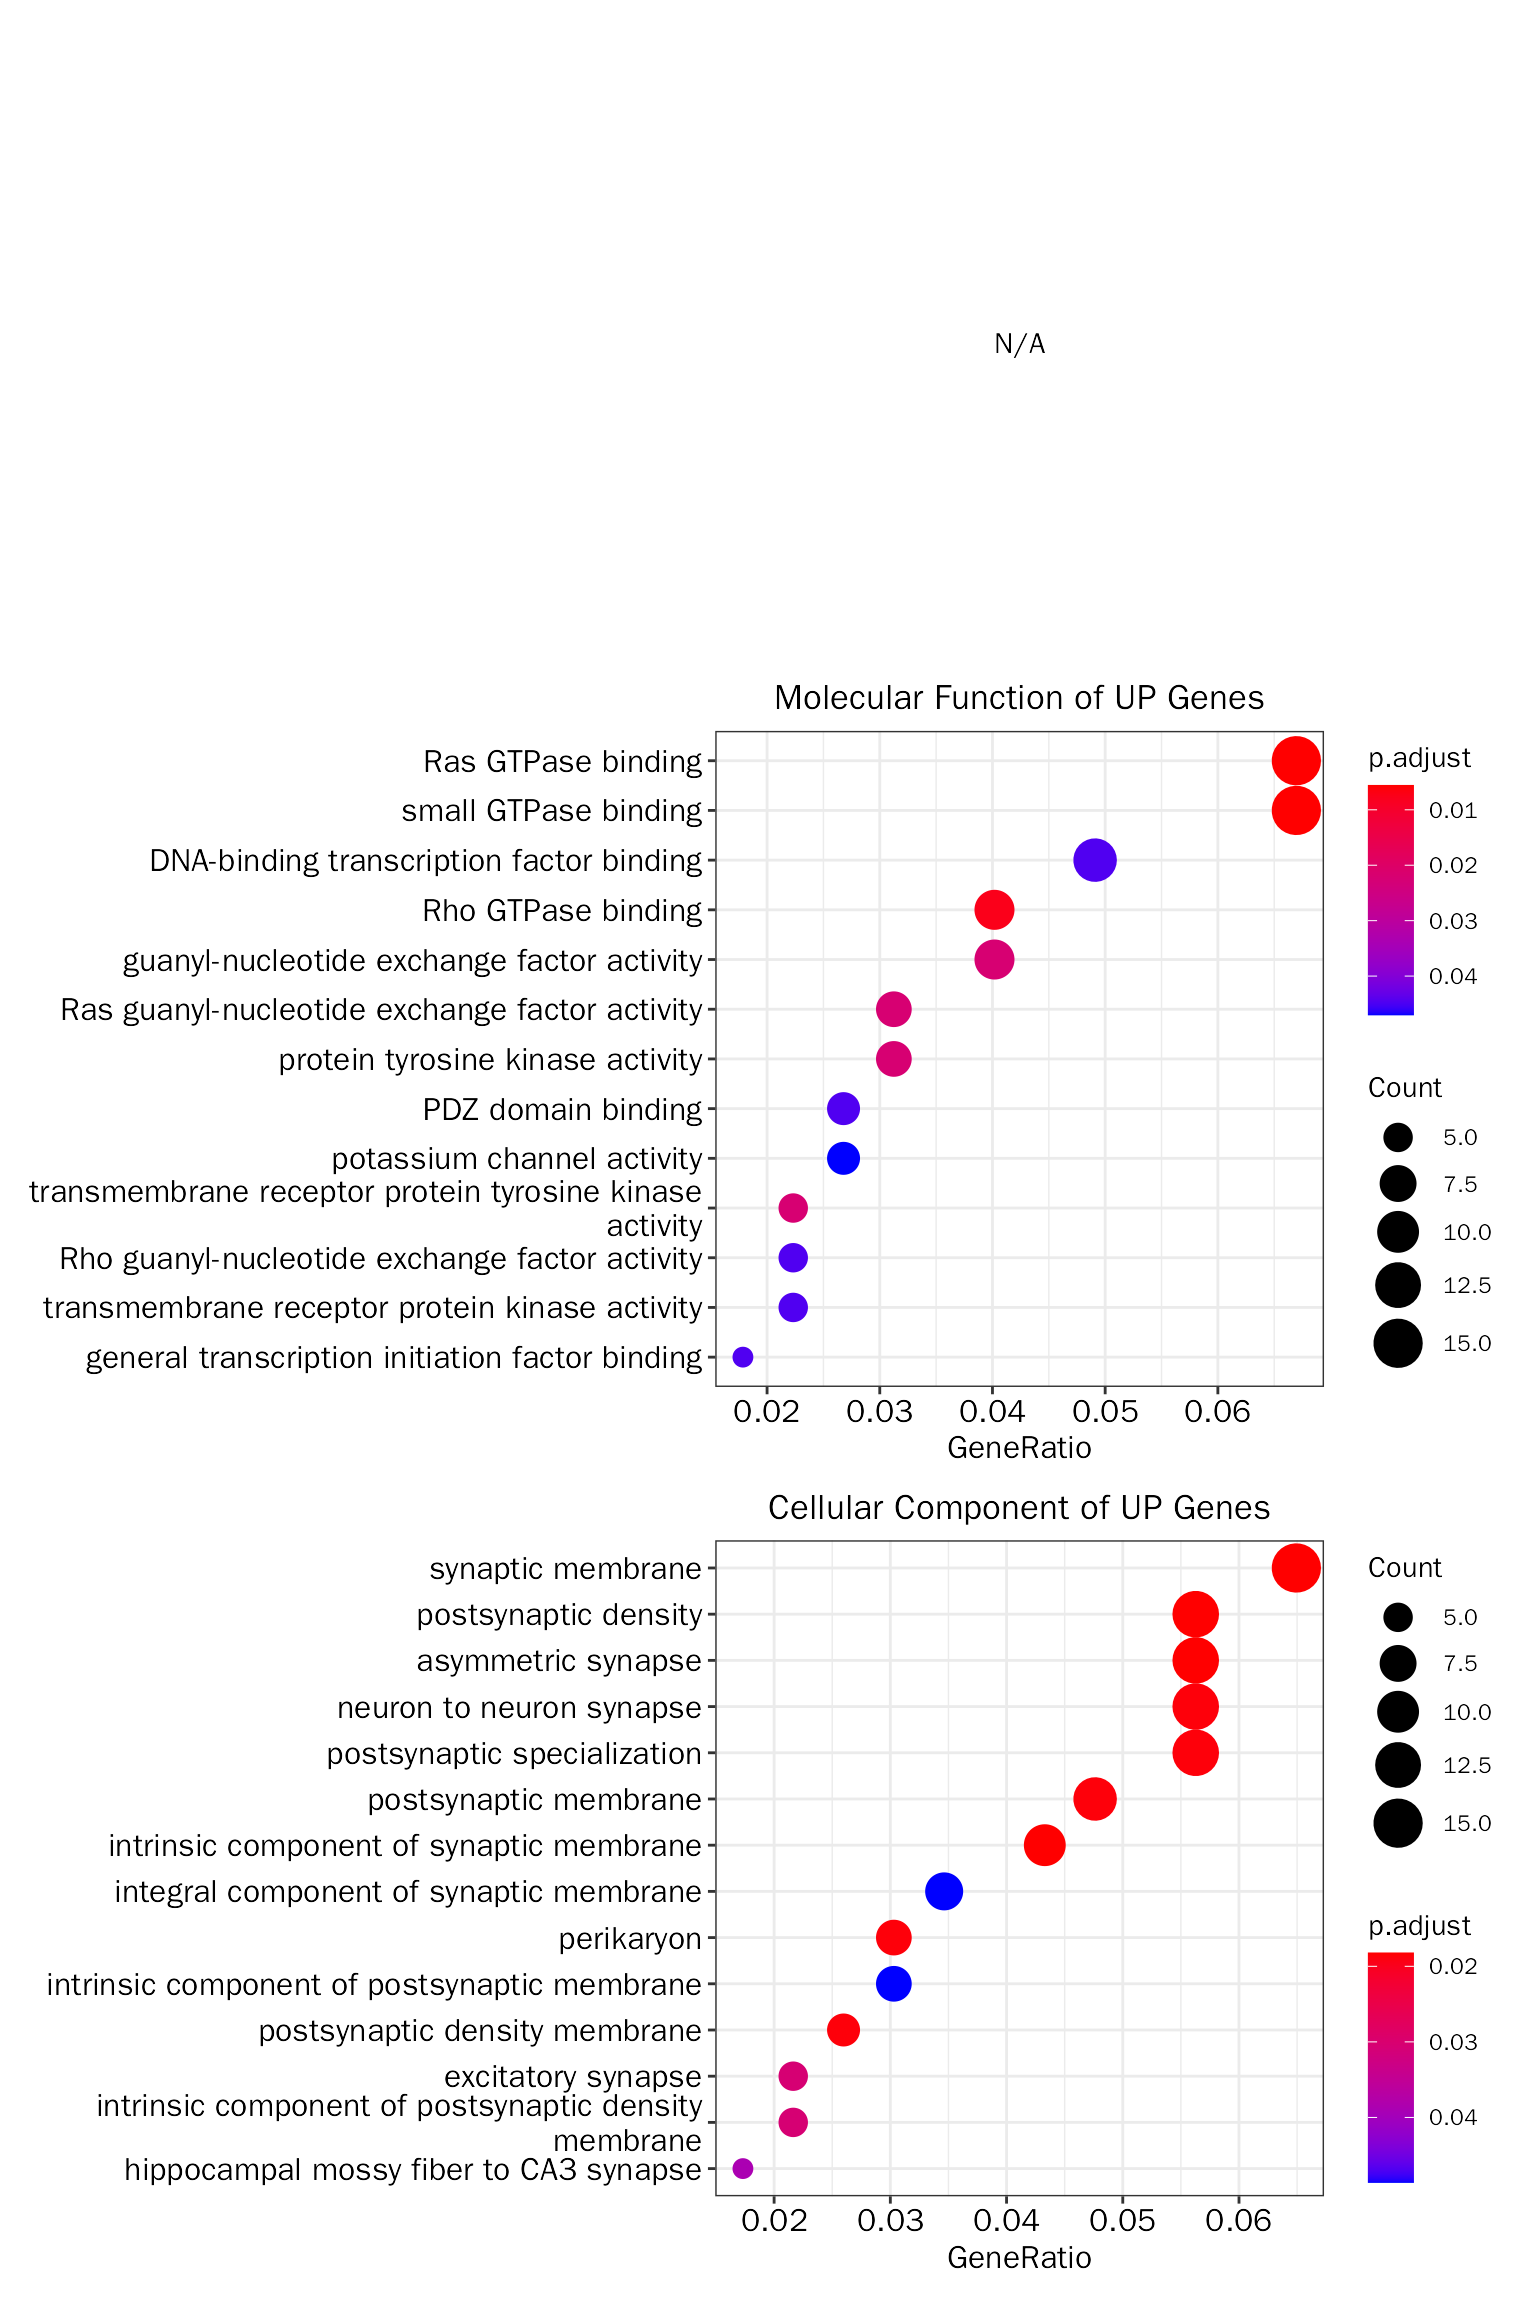 N/A
Molecular Function of UP Genes
Ras GTPase binding
small GTPase binding
DNA-binding transcription factor binding
Rho GTPase binding
guanyl-nucleotide exchange factor activity
Ras guanyl-nucleotide exchange factor activity
protein tyrosine kinase activity
PDZ domain binding
potassium channel activity
transmembrane receptor protein tyrosine kinase
activity
Rho guanyl-nucleotide exchange factor activity
transmembrane receptor protein kinase activity
general transcription initiation factor binding
0.02 0.03 0.04 0.05 0.06
GeneRatio
p.adjust
0.01
0.02
0.03
0.04
Count
5.0
7.5
10.0
12.5
15.0
Cellular Component of UP Genes
synaptic membrane
postsynaptic density
asymmetric synapse
neuron to neuron synapse
postsynaptic specialization
postsynaptic membrane
intrinsic component of synaptic membrane
integral component of synaptic membrane
perikaryon
intrinsic component of postsynaptic membrane
postsynaptic density membrane
excitatory synapse
intrinsic component of postsynaptic density
membrane
hippocampal mossy fiber to CA3 synapse
0.02 0.03 0.04 0.05 0.06
GeneRatio
Count
5.0
7.5
10.0
12.5
15.0
p.adjust
0.02
0.03
0.04